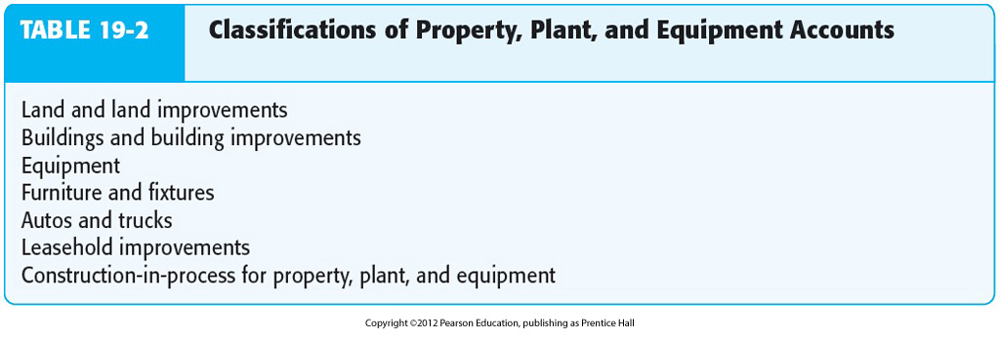 TABLE 19-2 Classifications of Property, Plant, and Equipment Accounts
Land and land improvements
Buildings and building improvements
Equipment
Furniture and fixtures
Autos and trucks
Leasehold improvements
Construction-in-process for property, plant, and equipment
Copyright ©2012 Pearson Education, publishing as Prentice Hall